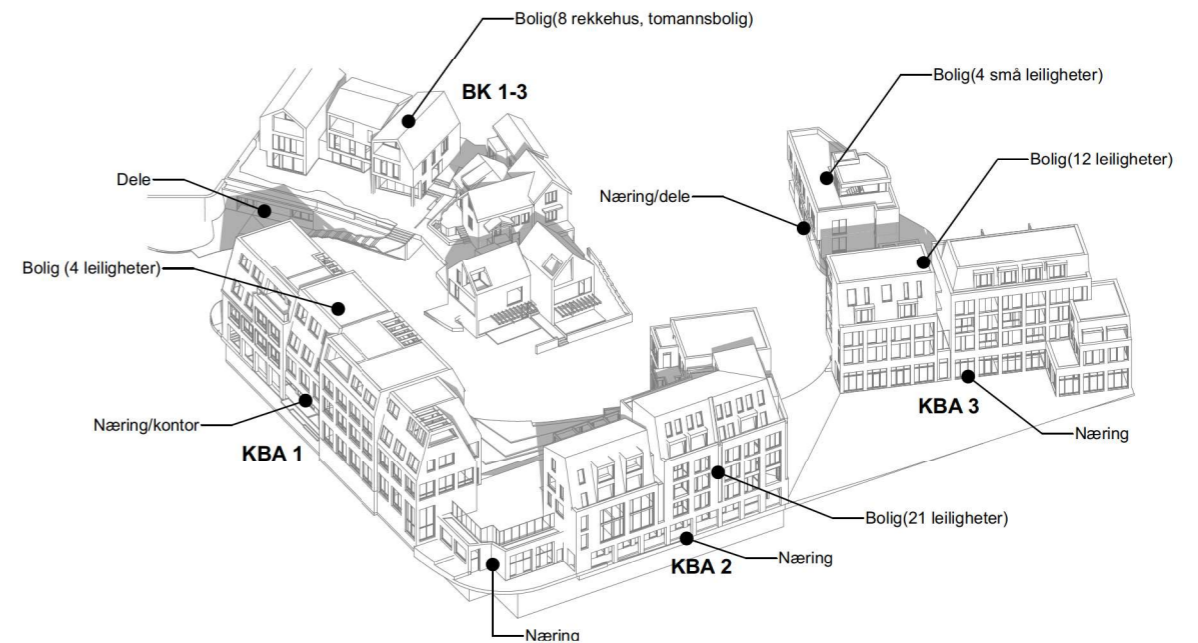 Bolig(8 rekkehus, tomannsbolig)
BK 1-3
Bolig(4 små leiligheter)
Bolig(12 leiligheter)
Dele
Næring/dele
Bolig (4 leiligheter)
KBA 3
Næring/kontor
Næring
KBA 1
Bolig(21 leiligheter)
Næring
KBA 2
Næring